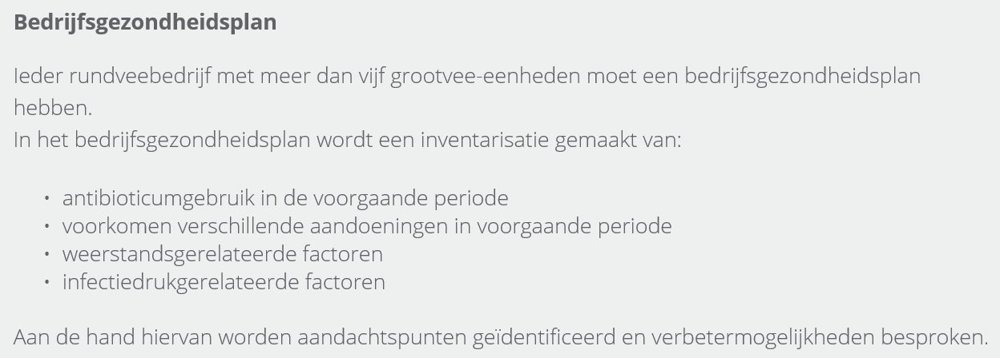 Bedrijfsgezondheidsplan
Ieder rundveebedrijf met meer dan vijf grootvee-eenheden moet een bedrijfsgezondheidsplan
hebben.
In het bedrijfsgezondheidsplan wordt een inventarisatie gemaakt van:
• antibioticumgebruik in de voorgaande periode
• voorkomen verschillende aandoeningen in voorgaande periode
• weerstandsgerelateerde factoren
• infectiedrukgerelateerde factoren
Aan de hand hiervan worden aandachtspunten geïdentificeerd en verbetermogelijkheden besproken.